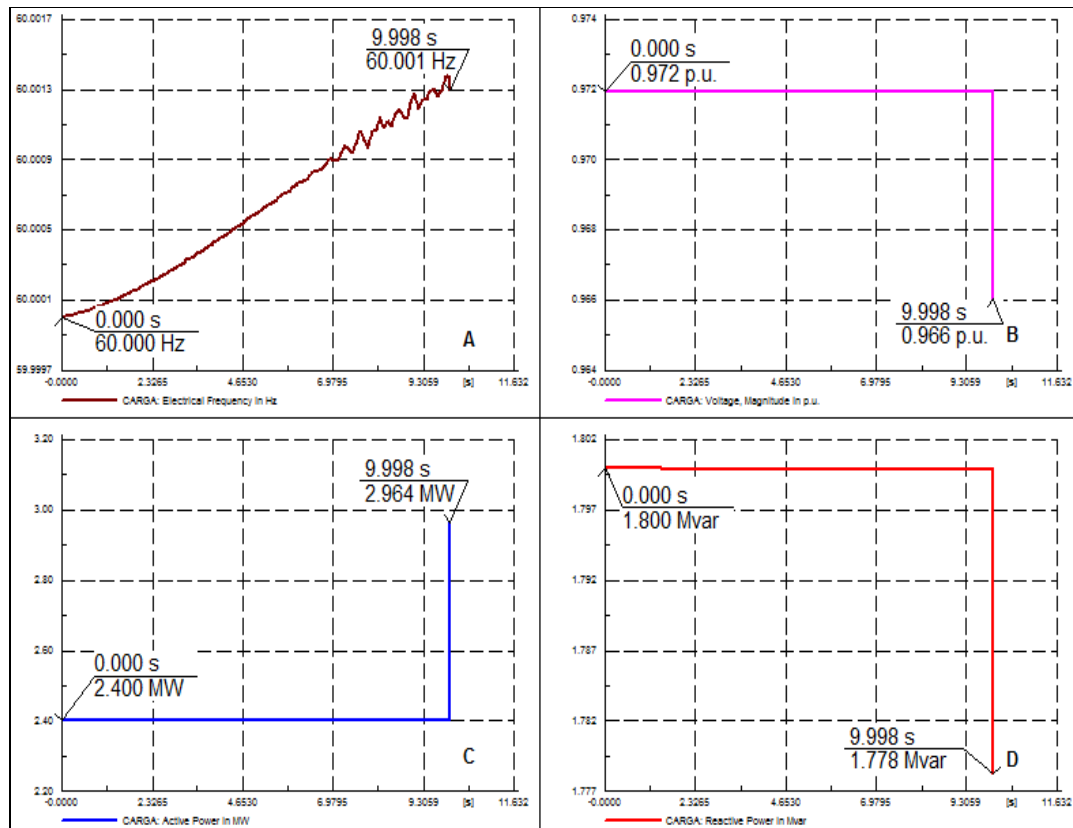 60.0017
60.0013
60.0009
60.0005
60.0001
59.9997
9.998 s
60.001 Hz
0.000 s
60.000 Hz
A
-0.0000 2.3265 4.6530 6.9795 9.3059 [s] 11.632
CARGA: Electrical Frequency in Hz
0.974
0.972
0.970
0.968
0.966
0.964
0.000 s
0.972 p.u.
9.998 s
0.966 p.u.
B
-0.0000 2.3265 4.6530 6.9795 9.3059 [s] 11.632
CARGA: Voltage, Magnitude in p.u.
3.20
3.00
2.80
2.60
2.40
2.20
9.998 s
2.964 MW
0.000 s
2.400 MW
C
-0.0000 2.3265 4.6530 6.9795 9.3059 [s] 11.632
CARGA: Active Power in MW
1.802
1.797
1.792
1.787
1.782
1.777
0.000 s
1.800 Mvar
9.998 s
1.778 Mvar
D
-0.0000 2.3265 4.6530 6.9795 9.3059 [s] 11.632
CARGA: Reactive Power in Mvar